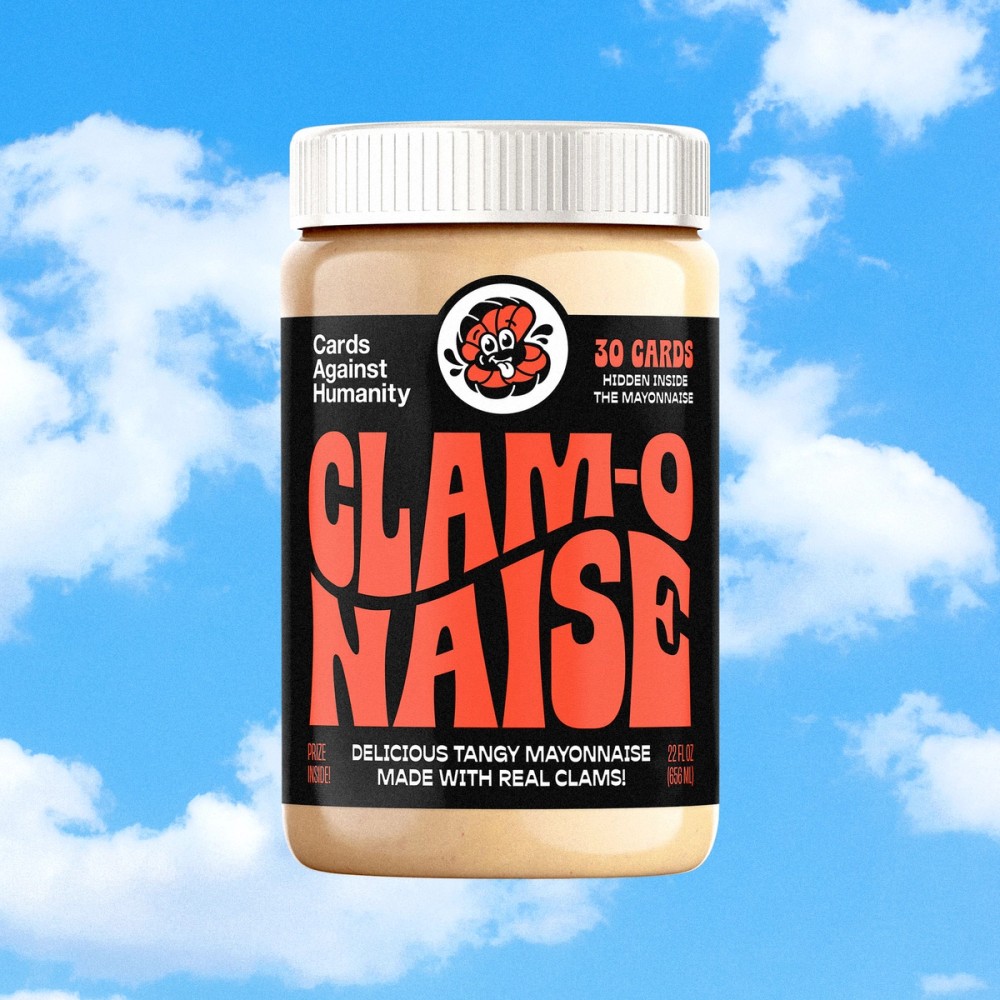 Cards
Against
Humanity
30 CARDS
HIDDEN INSIDE
THE MAYONNAISE
CLAM-O
NAISE
PRIZE
INSIDE!
DELICIOUS TANGY MAYONNAISE
MADE WITH REAL CLAMS!
22 FL OZ
(656 ML)